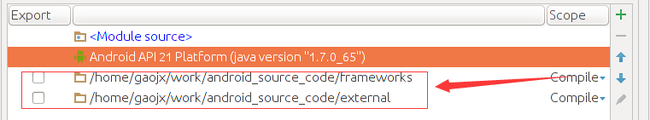 Export Scope
<Module source>
Android API 21 Platform (java version "1.7.0_65")
/home/gaojx/work/android_source_code/frameworks Compile
/home/gaojx/work/android_source_code/external Compile